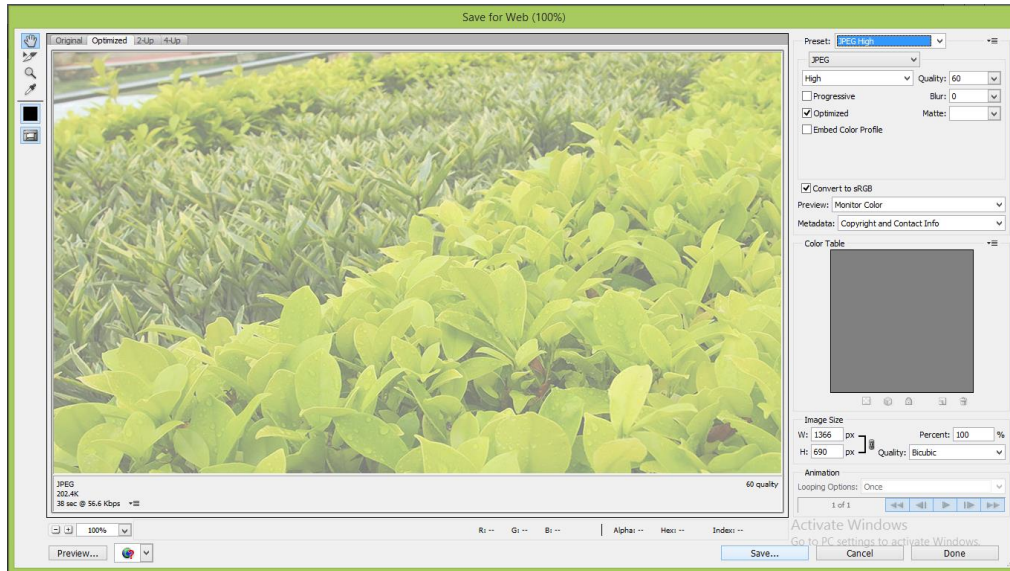 Save for Web (100%)
Original Optimized 2-Up 4-Up
Preset: JPEG High
JPEG
High Quality: 60
Progressive Blur: 0
Optimized Matte:
Embed Color Profile
Convert to sRGB
Preview: Monitor Color
Metadata: Copyright and Contact Info
Color Table
Image Size
W: 1366 px Percent: 100 %
H: 690 px Quality: Bicubic
Animation
Looping Options: Once
1 of 1
JPEG 60 quality
202.4K
38 sec @ 56.6 Kbps
100% R: -- G: -- B: -- Alpha: -- Hex: -- Index: --
Activate Windows
Go to PC settings to activate Windows.
Preview... Save... Cancel Done